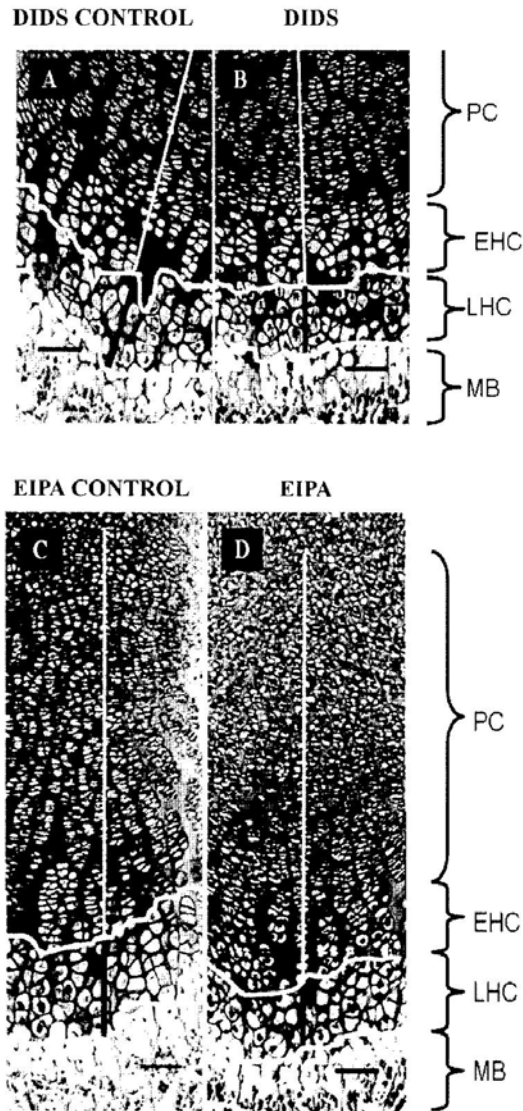 DIDS CONTROL DIDS
A B
PC
EHC
LHC
MB
EIPA CONTROL EIPA
C D
PC
EHC
LHC
MB